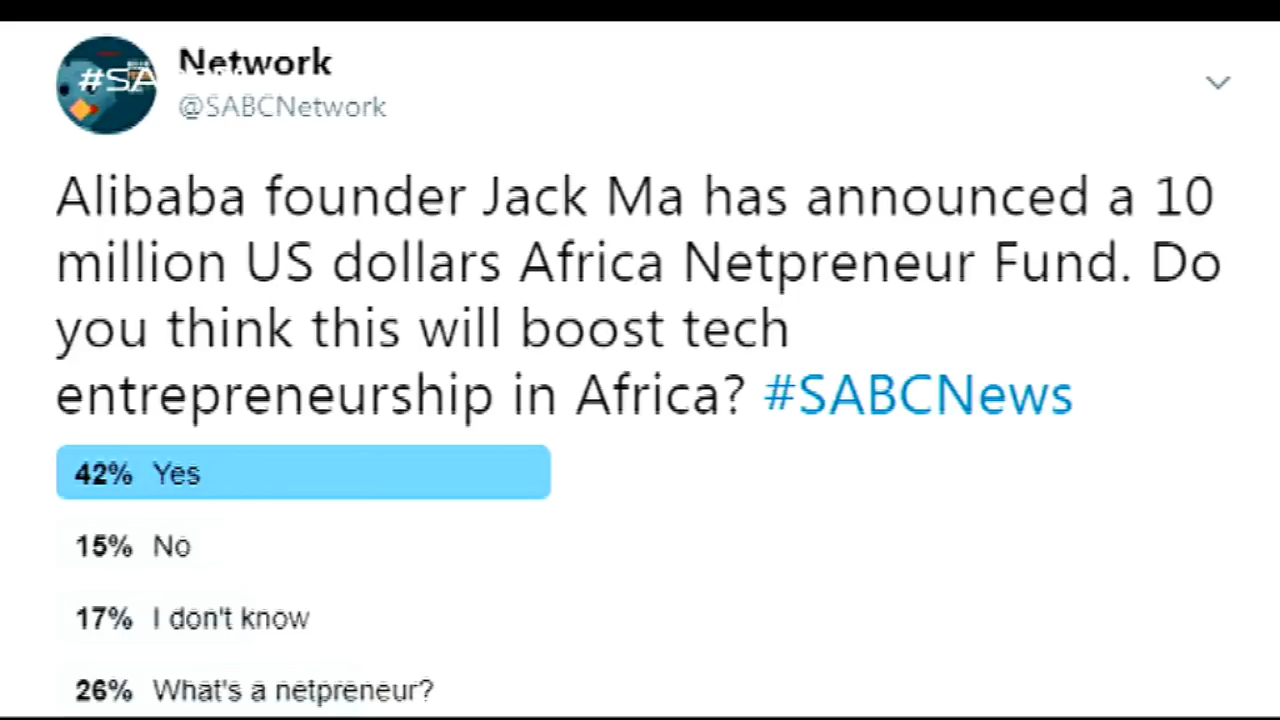 #SA
Network
@SABCNetwork
Alibaba founder Jack Ma has announced a 10
million US dollars Africa Netpreneur Fund. Do
you think this will boost tech
entrepreneurship in Africa? #SABCNews
42% Yes
15% No
17% I don't know
26% What's a netpreneur?